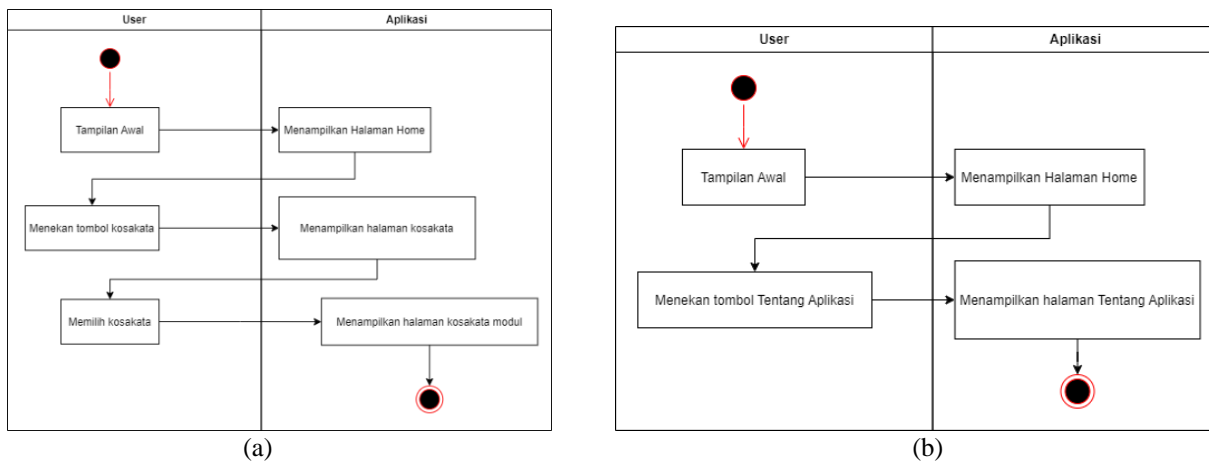 User
Aplikasi
Tampilan Awal
Menampilkan Halaman Home
Menekan tombol kosakata
Menampilkan halaman kosakata
Memilih kosakata
Menampilkan halaman kosakata modul
(a)
User
Aplikasi
Tampilan Awal
Menampilkan Halaman Home
Menekan tombol Tentang Aplikasi
Menampilkan halaman Tentang Aplikasi
(b)